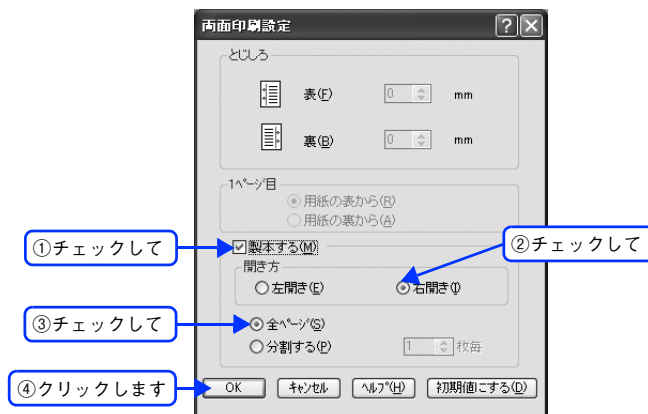 両面印刷設定
とじしろ
表(F) 0 mm
裏(B) 0 mm
1ページ目
用紙の表から(R)
用紙の裏から(A)
①チェックして
製本する(M)
②チェックして
開き方
左開き(E) 右開き(I)
③チェックして
全ページ(S)
分割する(P) 1 枚毎
④クリックします
OK キャンセル ヘルプ(H) 初期値にする(D)